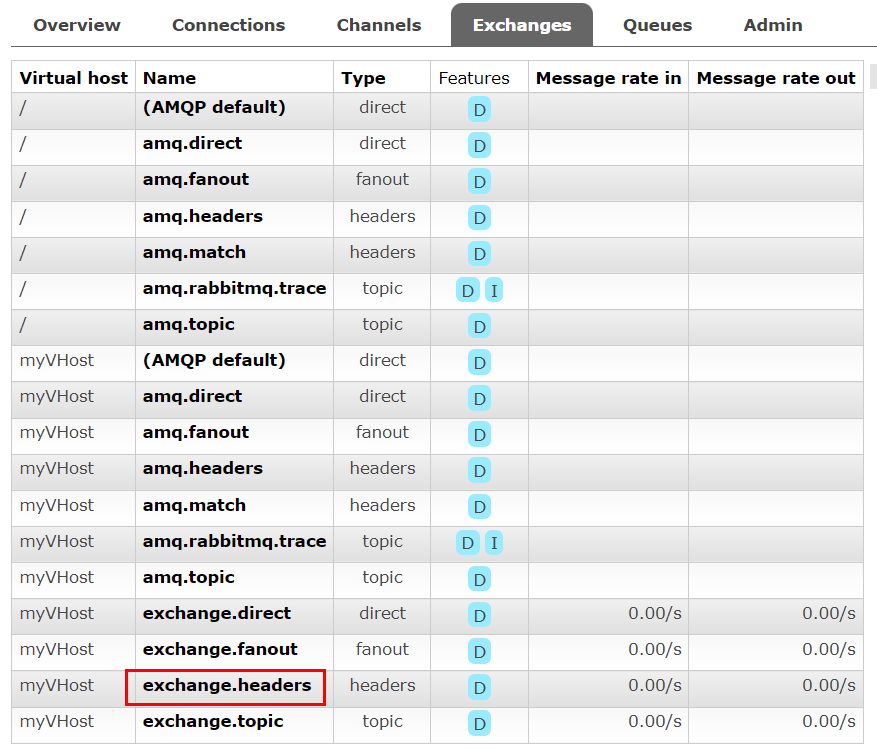 Overview Connections Channels Exchanges Queues Admin
Virtual host Name Type Features Message rate in Message rate out
/ (AMQP default) direct D
/ amq.direct direct D
/ amq.fanout fanout D
/ amq.headers headers D
/ amq.match headers D
/ amq.rabbitmq.trace topic D I
/ amq.topic topic D
myVHost (AMQP default) direct D
myVHost amq.direct direct D
myVHost amq.fanout fanout D
myVHost amq.headers headers D
myVHost amq.match headers D
myVHost amq.rabbitmq.trace topic D I
myVHost amq.topic topic D
myVHost exchange.direct direct D 0.00/s 0.00/s
myVHost exchange.fanout fanout D 0.00/s 0.00/s
myVHost exchange.headers headers D 0.00/s 0.00/s
myVHost exchange.topic topic D 0.00/s 0.00/s